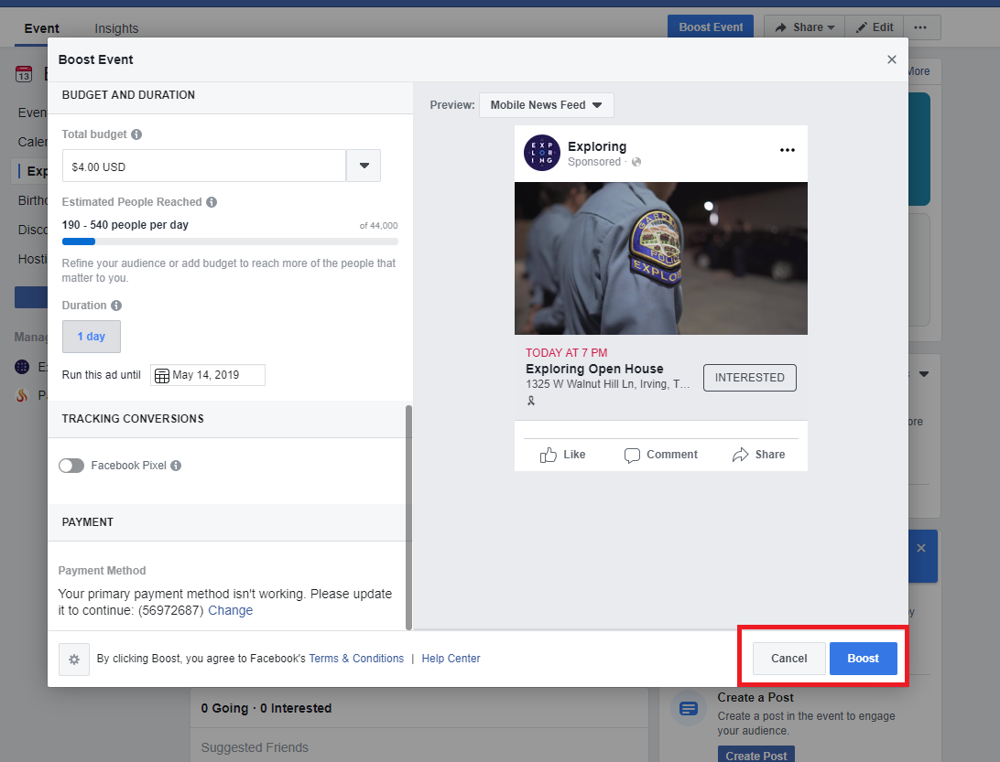 Event Insights Boost Event Share Edit
Boost Event
13
More
BUDGET AND DURATION
Total budget
$4.00 USD
Estimated People Reached
190 - 540 people per day of 44,000
Refine your audience or add budget to reach more of the people that
matter to you.
Duration
1 day
Run this ad until May 14, 2019
TRACKING CONVERSIONS
Facebook Pixel
PAYMENT
Payment Method
Your primary payment method isn't working. Please update
it to continue: (56972687) Change
By clicking Boost, you agree to Facebook's Terms & Conditions | Help Center
Preview: Mobile News Feed
EXP
LOR
ING
Exploring
Sponsored ·
POLICE
EXPLO
TODAY AT 7 PM
Exploring Open House
1325 W Walnut Hill Ln, Irving, T…
INTERESTED
Like Comment Share
Cancel Boost
Even
Caler
Exp
Birth
Disco
Hosti
Manag
E
P
ore
0 Going · 0 Interested
Suggested Friends
Create a Post
Create a post in the event to engage
your audience.
Create Post